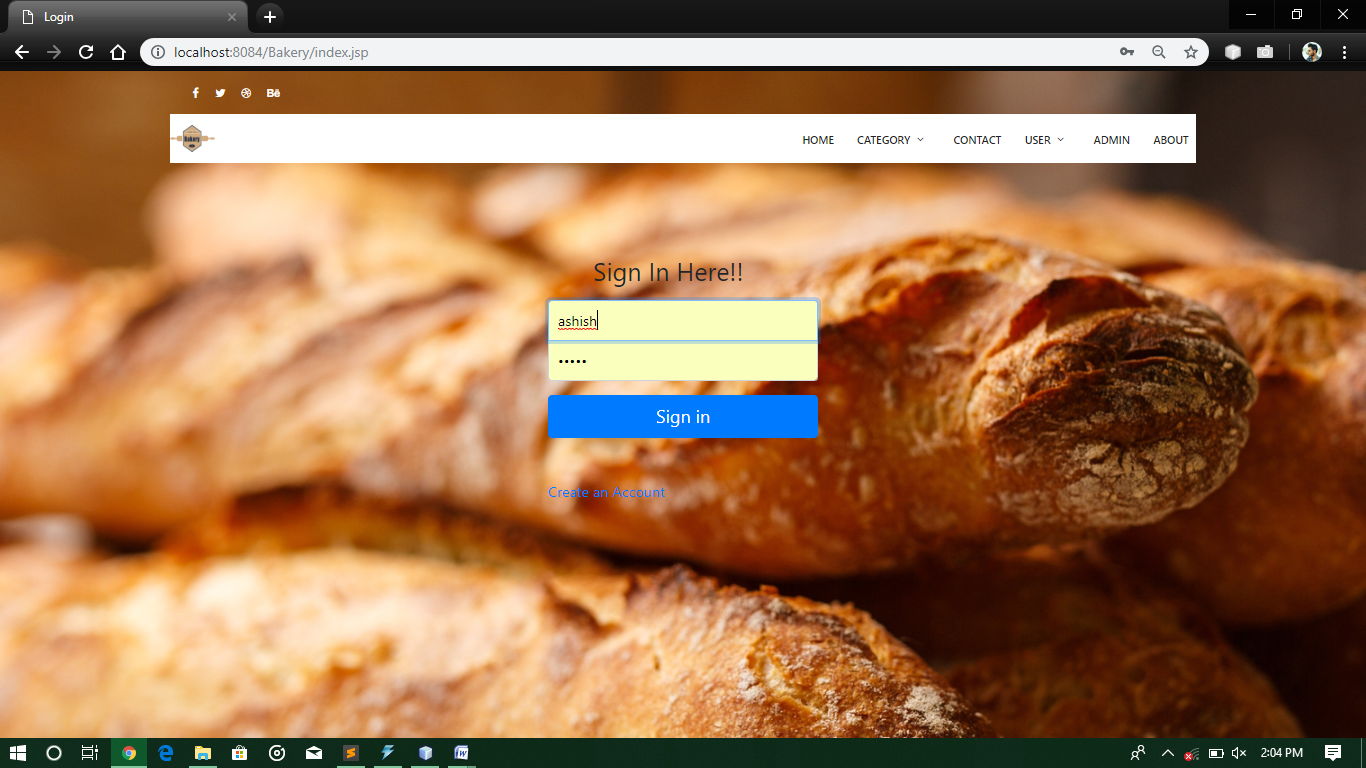 Login
localhost:8084/Bakery/index.jsp
Bakery
HOME CATEGORY CONTACT USER ADMIN ABOUT
Sign In Here!!
ashish
•••••
Sign in
Create an Account
2:04 PM